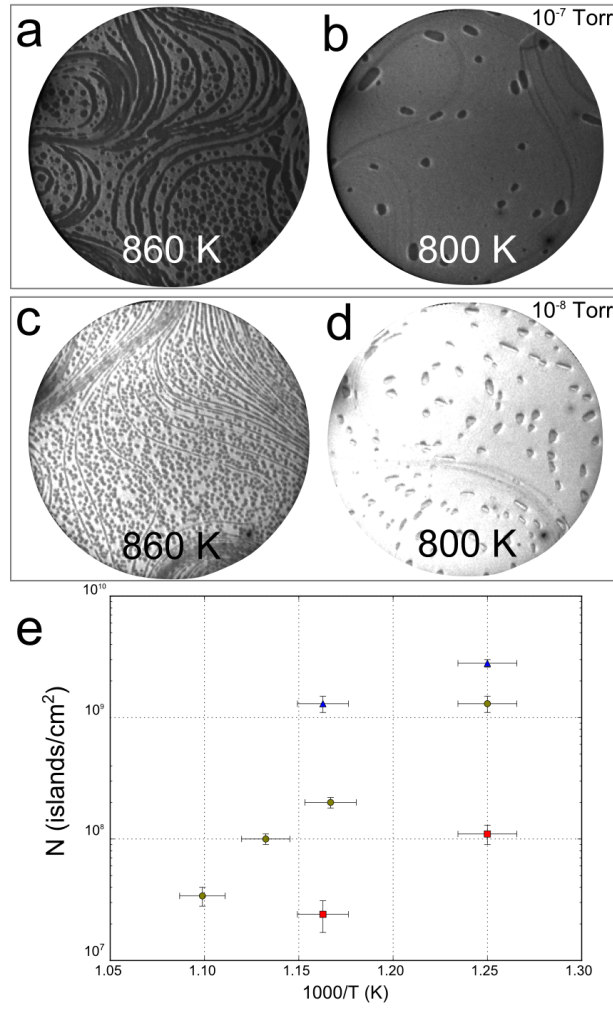 a
b
10⁻⁷ Torr
860 K
800 K
c
d
10⁻⁸ Torr
860 K
800 K
e
10¹⁰
10⁹
10⁸
10⁷
N (islands/cm²)
1.05 1.10 1.15 1.20 1.25 1.30
1000/T (K)